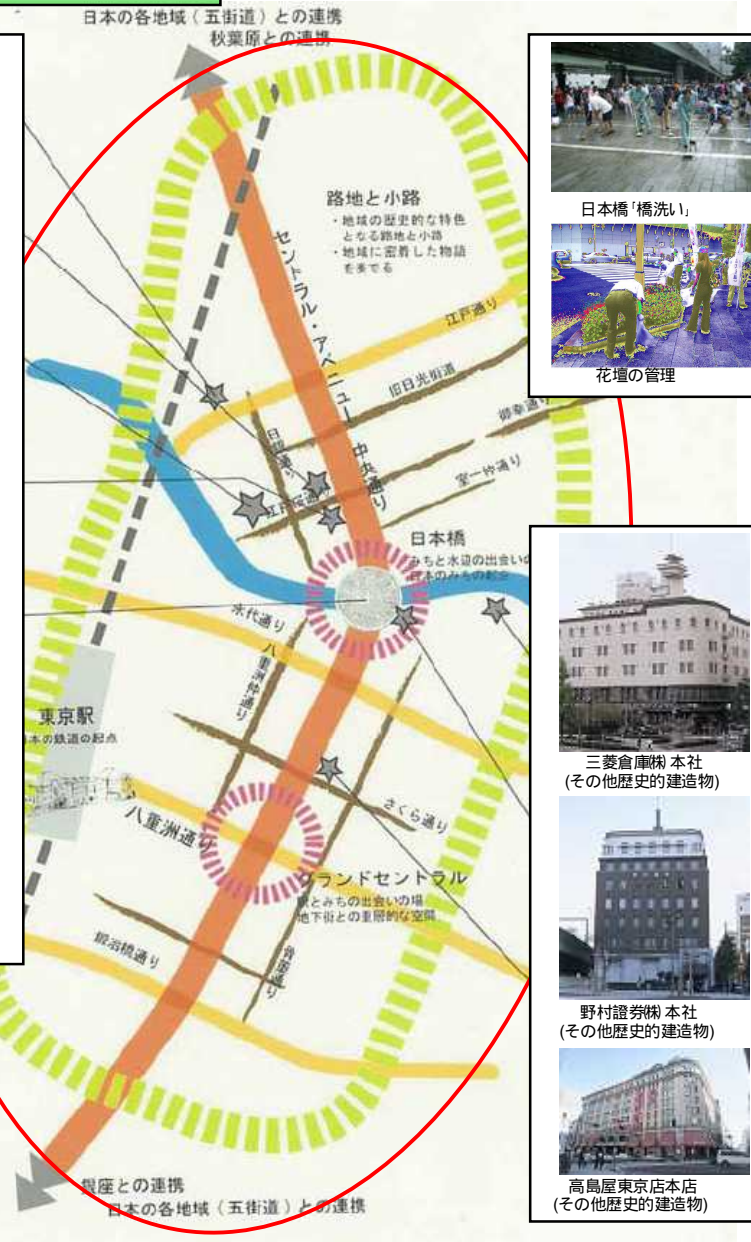 日本の各地域（五街道）との連携
秋葉原との連携
路地と小路
・地域の歴史的な特色
となる路地と小路
・地域に密着した物語
を奏でる
セントラル・アベニュー
中央通り
江戸通り
旧日光街道
御幸通り
日銀通り
室一仲通り
日本橋
みちと水辺の出会いの
日本のみちの起点
永代通り
八重洲仲通り
東京駅
本の鉄道の起点
さくら通り
八重洲通り
グランドセントラル
駅とみちの出会いの場
地下街との重層的な空間
鍛冶橋通り
骨董通り
銀座との連携
日本の各地域（五街道）との連携
日本橋「橋洗い」
花壇の管理
三菱倉庫㈱本社
(その他歴史的建造物)
野村證券㈱本社
(その他歴史的建造物)
高島屋東京店本店
(その他歴史的建造物)